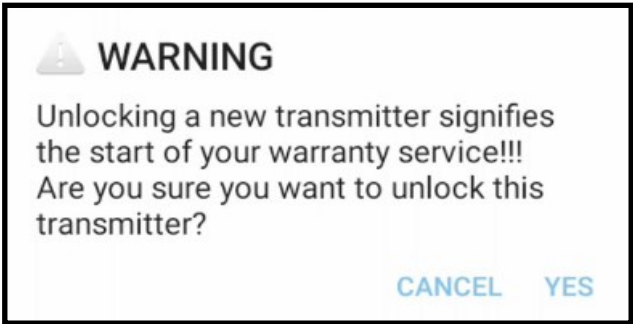 WARNING
Unlocking a new transmitter signifies
the start of your warranty service!!!
Are you sure you want to unlock this
transmitter?
CANCEL YES